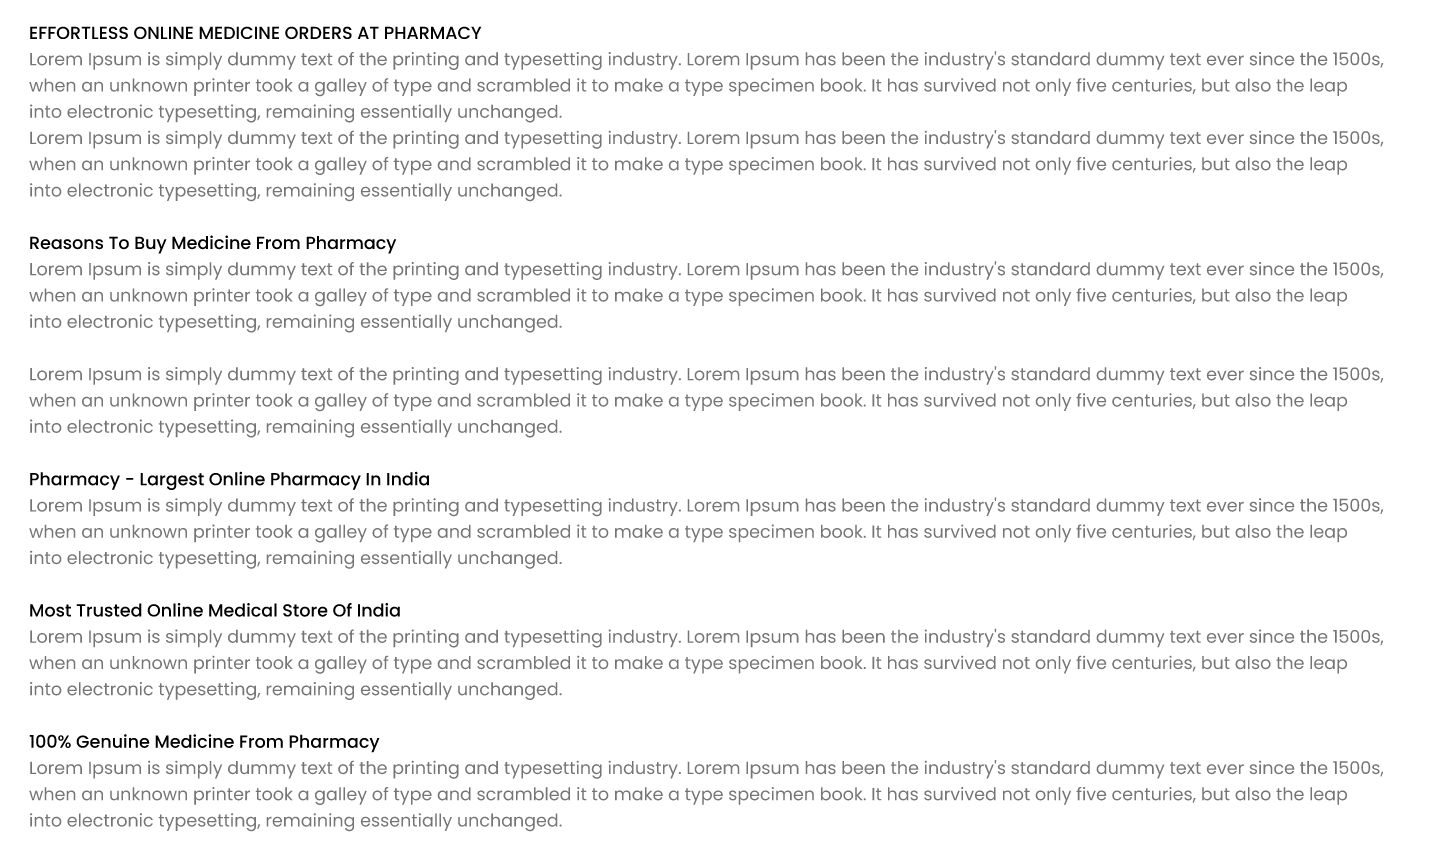 EFFORTLESS ONLINE MEDICINE ORDERS AT PHARMACY
Lorem Ipsum is simply dummy text of the printing and typesetting industry. Lorem Ipsum has been the industry's standard dummy text ever since the 1500s,
when an unknown printer took a galley of type and scrambled it to make a type specimen book. It has survived not only five centuries, but also the leap
into electronic typesetting, remaining essentially unchanged.
Lorem Ipsum is simply dummy text of the printing and typesetting industry. Lorem Ipsum has been the industry's standard dummy text ever since the 1500s,
when an unknown printer took a galley of type and scrambled it to make a type specimen book. It has survived not only five centuries, but also the leap
into electronic typesetting, remaining essentially unchanged.
Reasons To Buy Medicine From Pharmacy
Lorem Ipsum is simply dummy text of the printing and typesetting industry. Lorem Ipsum has been the industry's standard dummy text ever since the 1500s,
when an unknown printer took a galley of type and scrambled it to make a type specimen book. It has survived not only five centuries, but also the leap
into electronic typesetting, remaining essentially unchanged.
Lorem Ipsum is simply dummy text of the printing and typesetting industry. Lorem Ipsum has been the industry's standard dummy text ever since the 1500s,
when an unknown printer took a galley of type and scrambled it to make a type specimen book. It has survived not only five centuries, but also the leap
into electronic typesetting, remaining essentially unchanged.
Pharmacy - Largest Online Pharmacy In India
Lorem Ipsum is simply dummy text of the printing and typesetting industry. Lorem Ipsum has been the industry's standard dummy text ever since the 1500s,
when an unknown printer took a galley of type and scrambled it to make a type specimen book. It has survived not only five centuries, but also the leap
into electronic typesetting, remaining essentially unchanged.
Most Trusted Online Medical Store Of India
Lorem Ipsum is simply dummy text of the printing and typesetting industry. Lorem Ipsum has been the industry's standard dummy text ever since the 1500s,
when an unknown printer took a galley of type and scrambled it to make a type specimen book. It has survived not only five centuries, but also the leap
into electronic typesetting, remaining essentially unchanged.
100% Genuine Medicine From Pharmacy
Lorem Ipsum is simply dummy text of the printing and typesetting industry. Lorem Ipsum has been the industry's standard dummy text ever since the 1500s,
when an unknown printer took a galley of type and scrambled it to make a type specimen book. It has survived not only five centuries, but also the leap
into electronic typesetting, remaining essentially unchanged.